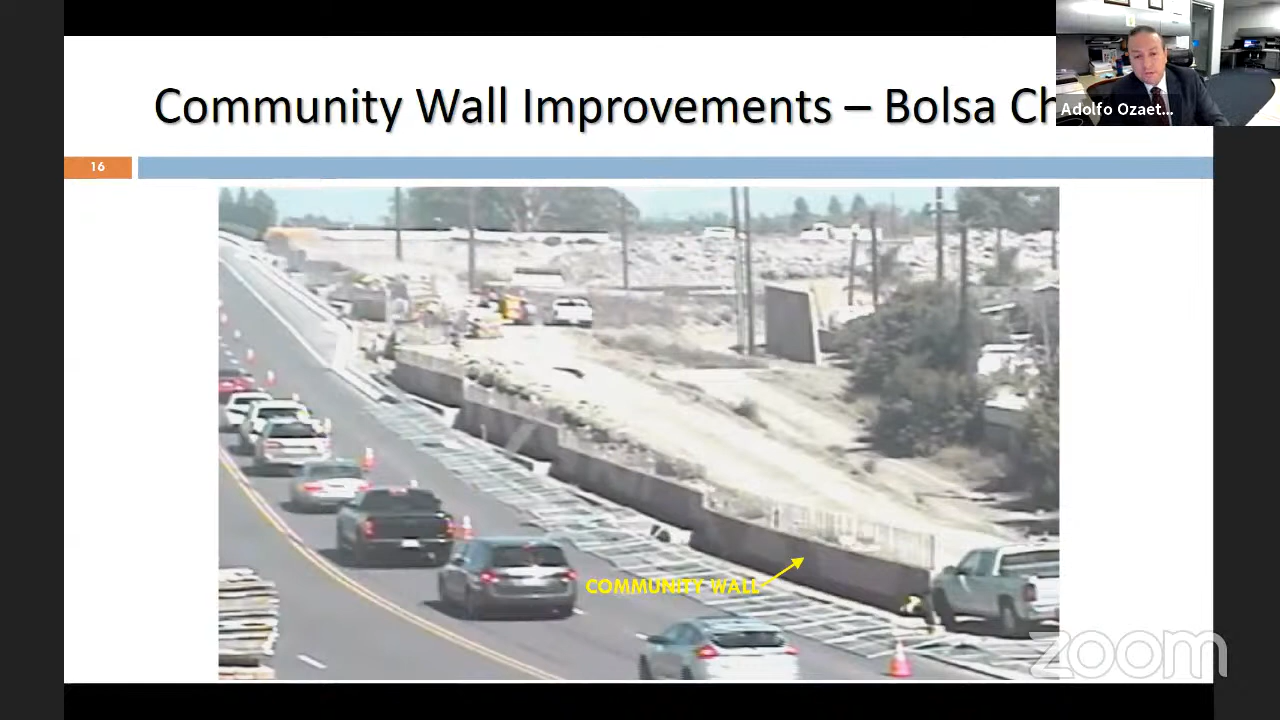 Community Wall Improvements – Bolsa Ch
Adolfo Ozaet...
16
COMMUNITY WALL
zoom